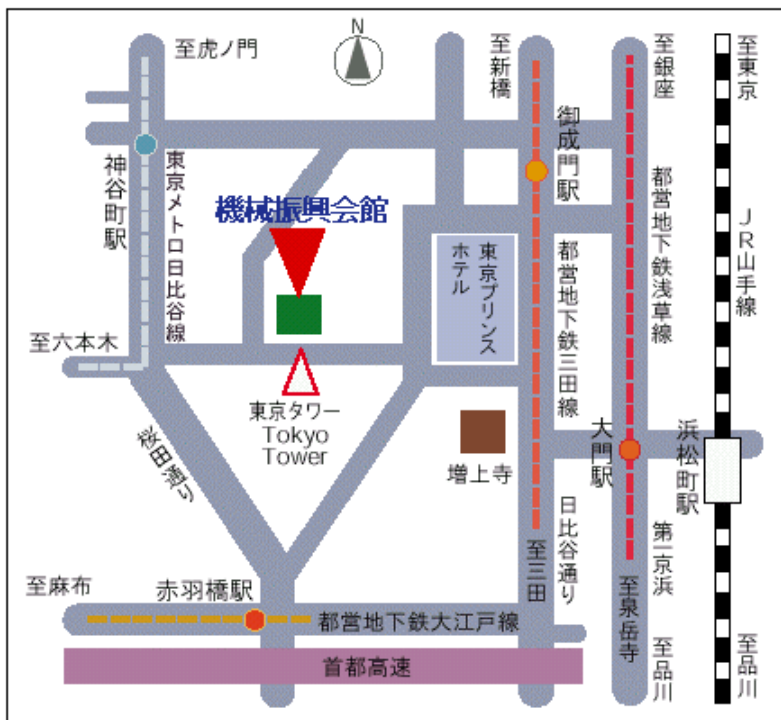 至虎ノ門
N
至新橋
至銀座
至東京
神谷町駅
東京メトロ日比谷線
御成門駅
機械振興会館
東京プリンス
ホテル
都営地下鉄三田線
都営地下鉄浅草線
JR山手線
至六本木
東京タワー
Tokyo
Tower
桜田通り
増上寺
大門駅
浜松町駅
日比谷通り
第一京浜
至三田
至麻布
赤羽橋駅
都営地下鉄大江戸線
至泉岳寺
首都高速
至品川
至品川